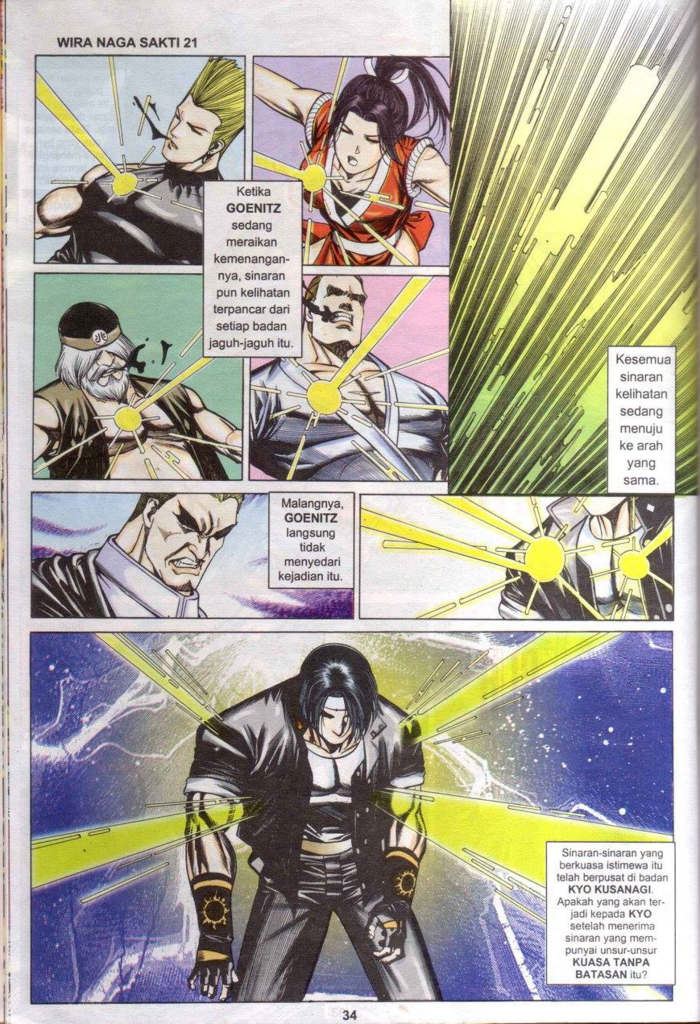 WIRA NAGA SAKTI 21
Ketika
GOENITZ
sedang
meraikan
kemenangan-
nya, sinaran
pun kelihatan
terpancar dari
setiap badan
jaguh-jaguh itu.
Kesemua
sinaran
kelihatan
sedang
menuju
ke arah
yang
sama.
Malangnya,
GOENITZ
langsung
tidak
menyedari
kejadian itu.
Sinaran-sinaran yang
berkuasa istimewa itu
telah berpusat di badan
KYO KUSANAGI.
Apakah yang akan ter-
jadi kepada KYO
setelah menerima
sinaran yang mem-
punyai unsur-unsur
KUASA TANPA
BATASAN itu?
34